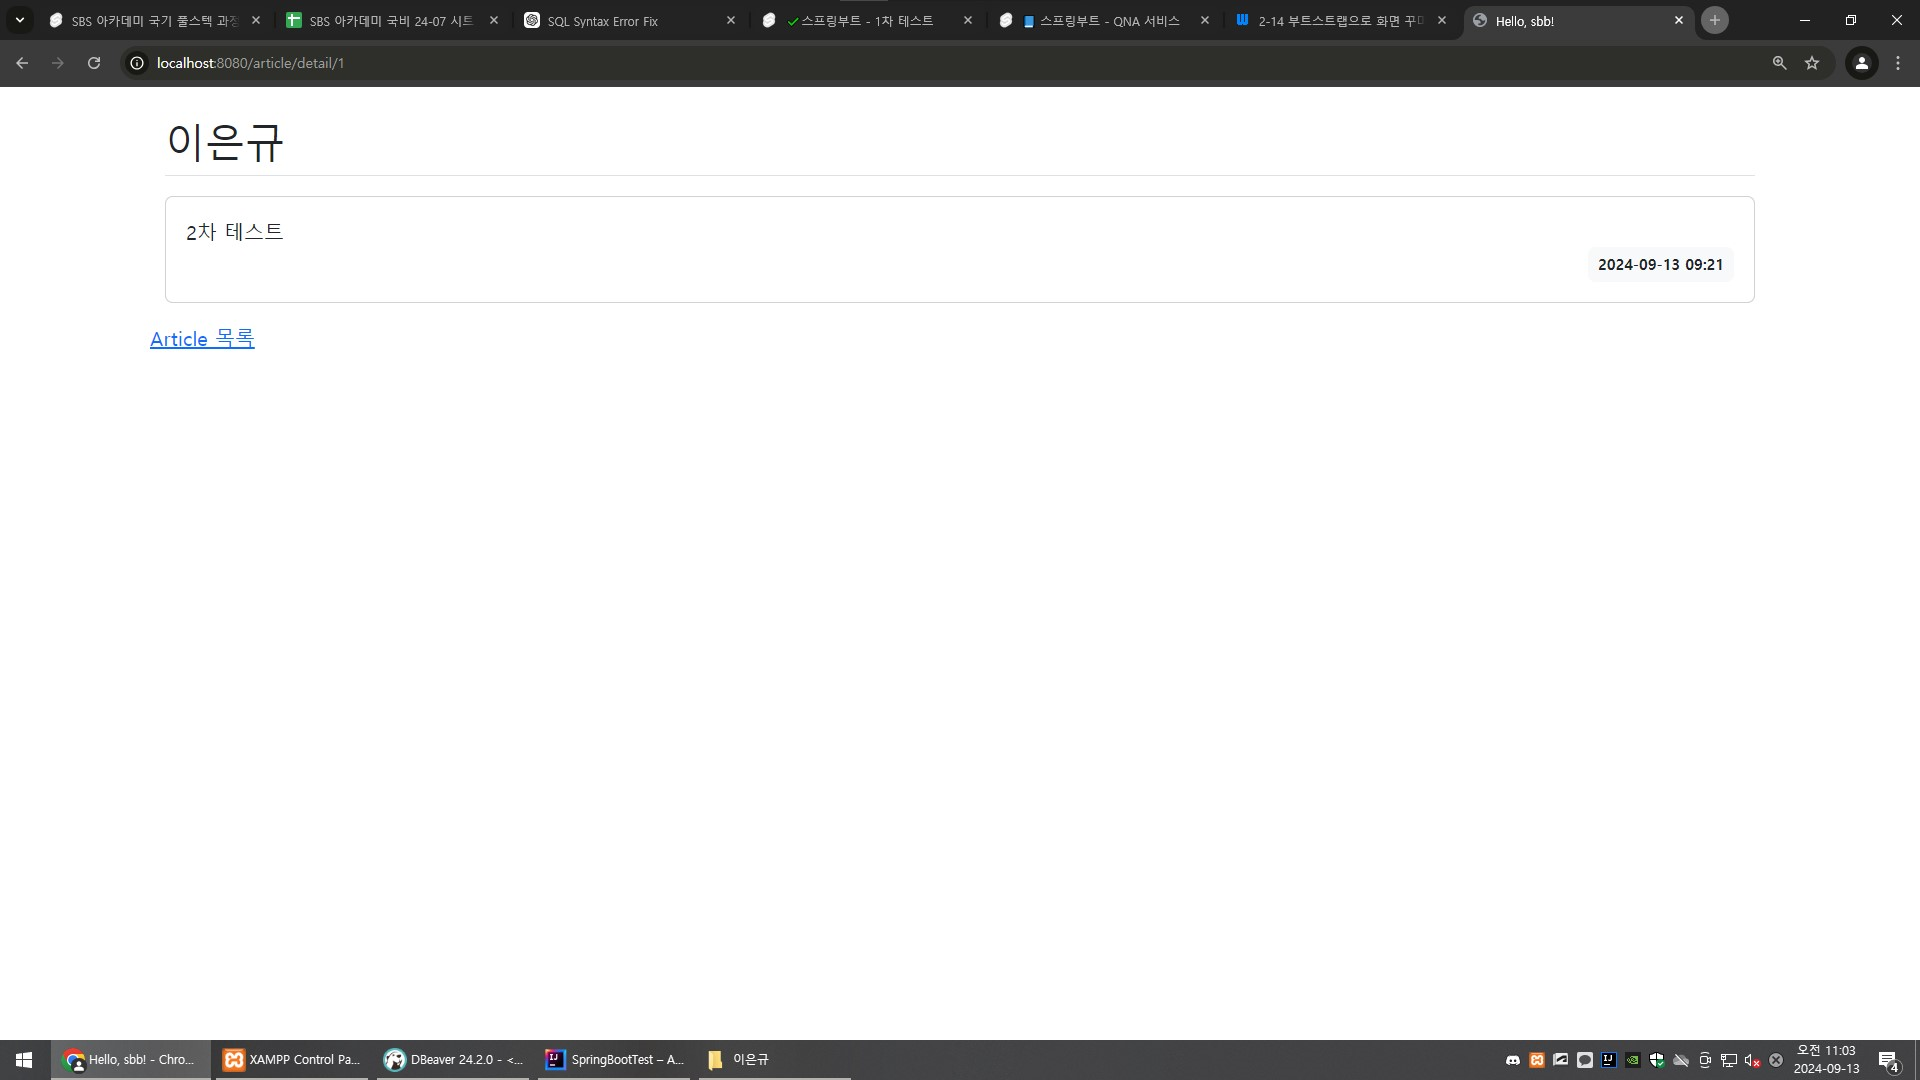 SBS 아카데미 국기 풀스텍 과정
SBS 아카데미 국비 24-07 시트
SQL Syntax Error Fix
스프링부트 - 1차 테스트
스프링부트 - QNA 서비스
2-14 부트스트랩으로 화면 꾸미
Hello, sbb!
localhost:8080/article/detail/1
이은규
2차 테스트
2024-09-13 09:21
Article 목록
Hello, sbb! - Chro...
XAMPP Control Pa...
DBeaver 24.2.0 - <...
SpringBootTest – A...
이은규
오전 11:03
2024-09-13
4